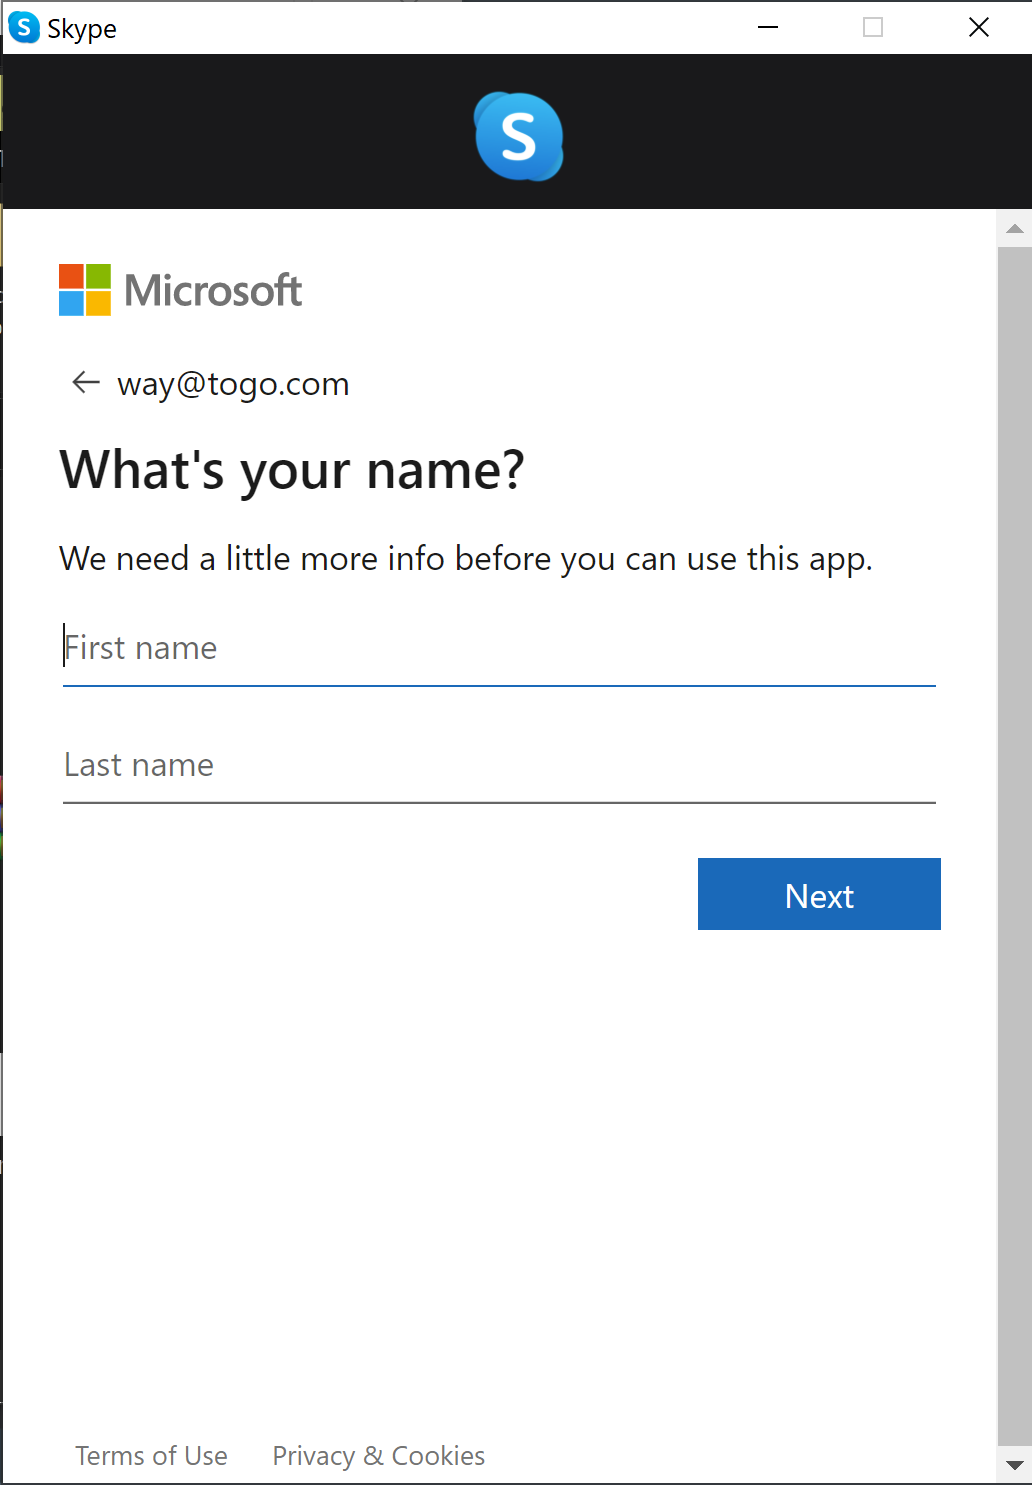 Skype
S
Microsoft
way@togo.com
What's your name?
We need a little more info before you can use this app.
First name
Last name
Next
Terms of Use Privacy & Cookies